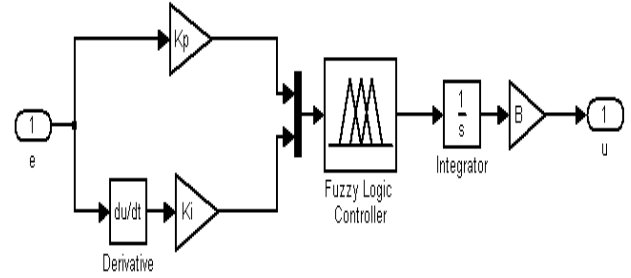 Kp
1
e
du/dt
Derivative
Ki
Fuzzy Logic
Controller
1
s
Integrator
B
1
u